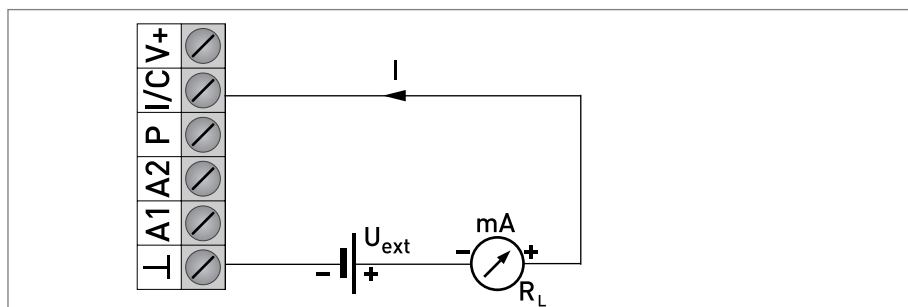 V+
I/C
P
A2
A1
⊥
I
U_ext
- +
mA
- +
R_L